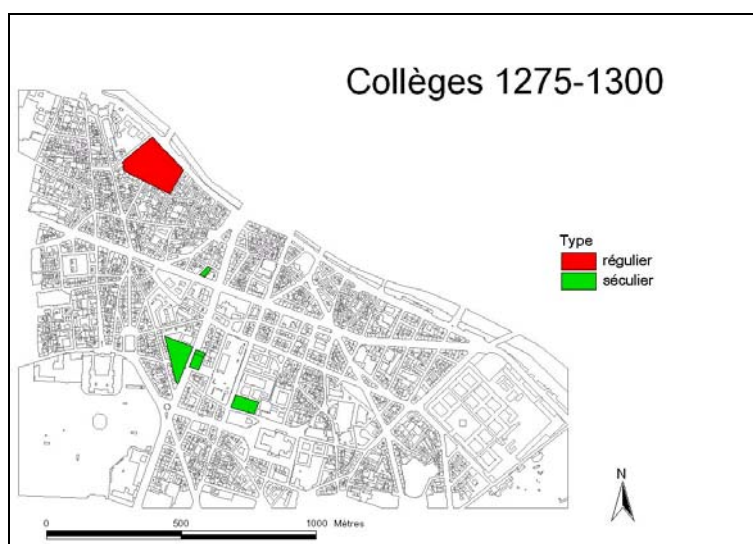 Collèges 1275-1300
Type
régulier
séculier
N
0 500 1000 Mètres